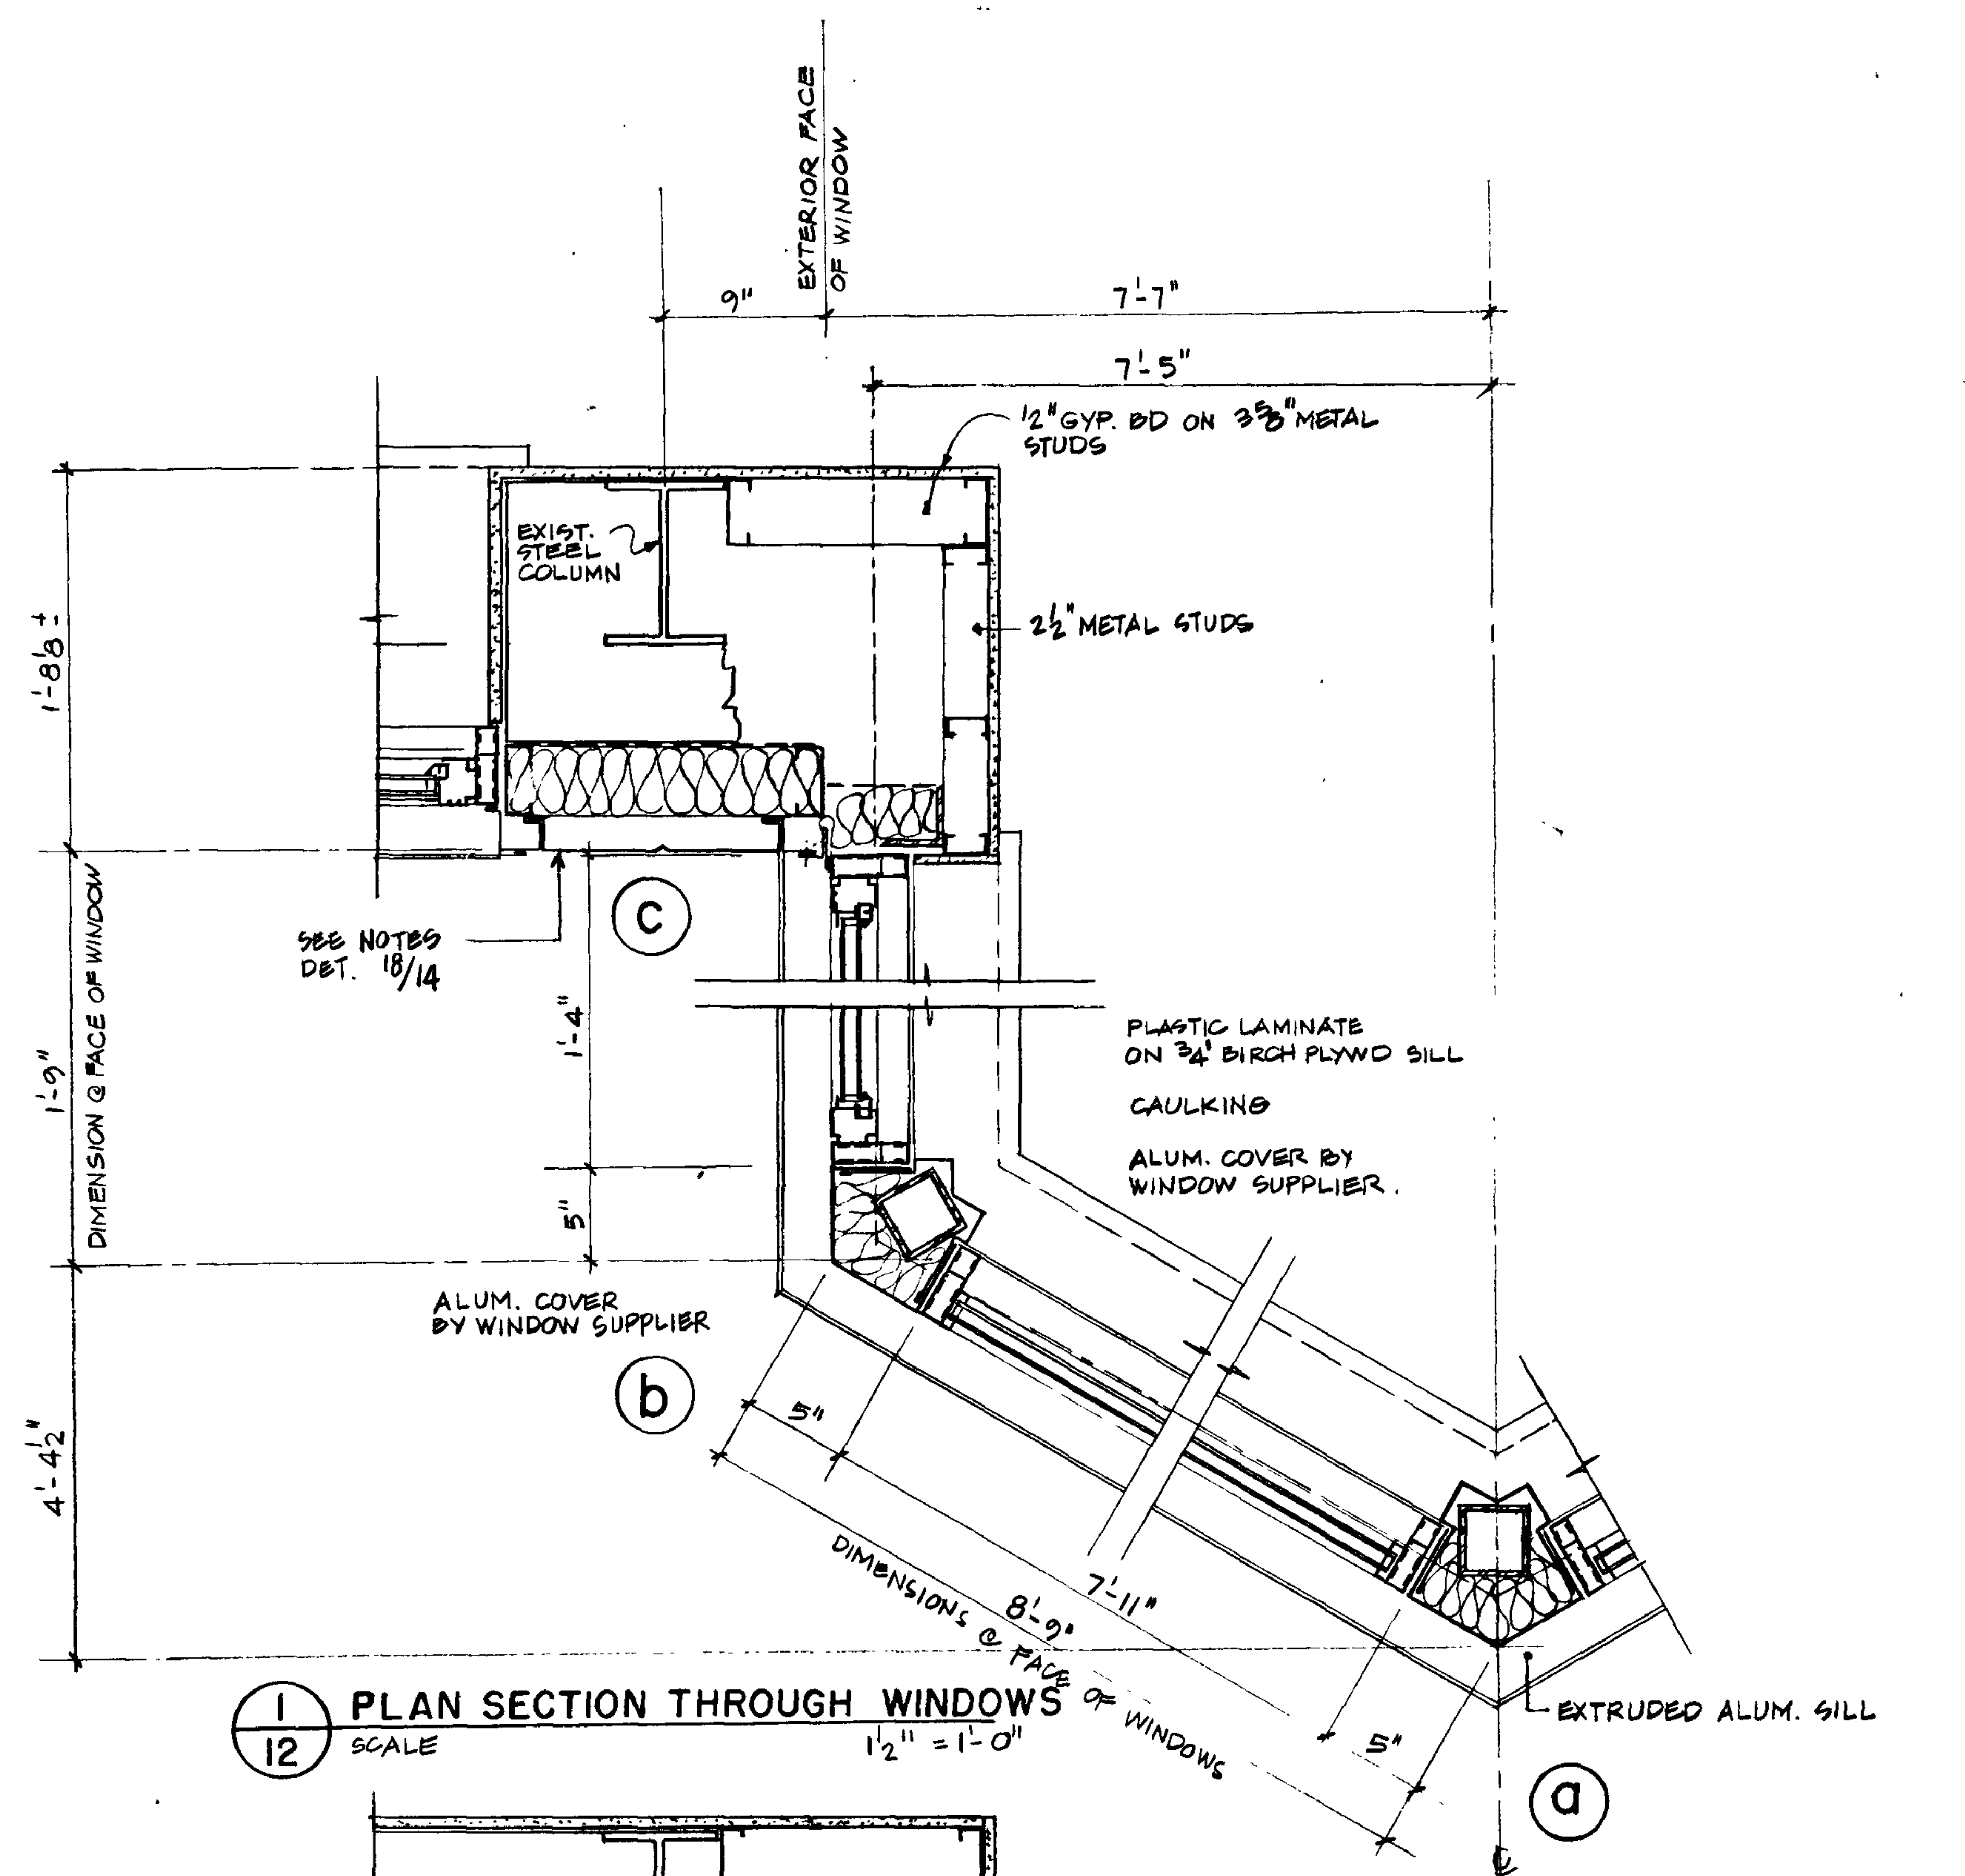 EXTERIOR FACE
OF WINDOW
9"
7'-7"
7'-5"
1/2" GYP. BD ON 3 5/8" METAL
STUDS
EXIST.
STEEL
COLUMN
2 1/2" METAL STUDS
1'-8 1/8 ±
DIMENSION @ FACE OF WINDOW
1'-9"
4'-4 1/2"
SEE NOTES
DET. 18/14
c
1'-4"
5"
PLASTIC LAMINATE
ON 3/4" BIRCH PLYWD SILL
CAULKING
ALUM. COVER BY
WINDOW SUPPLIER.
ALUM. COVER
BY WINDOW SUPPLIER
b
5"
7'-11"
8'-9"
DIMENSIONS @ FACE OF WINDOWS
5"
EXTRUDED ALUM. SILL
a
1
12
PLAN SECTION THROUGH WINDOWS
SCALE 1 1/2" = 1'-0"